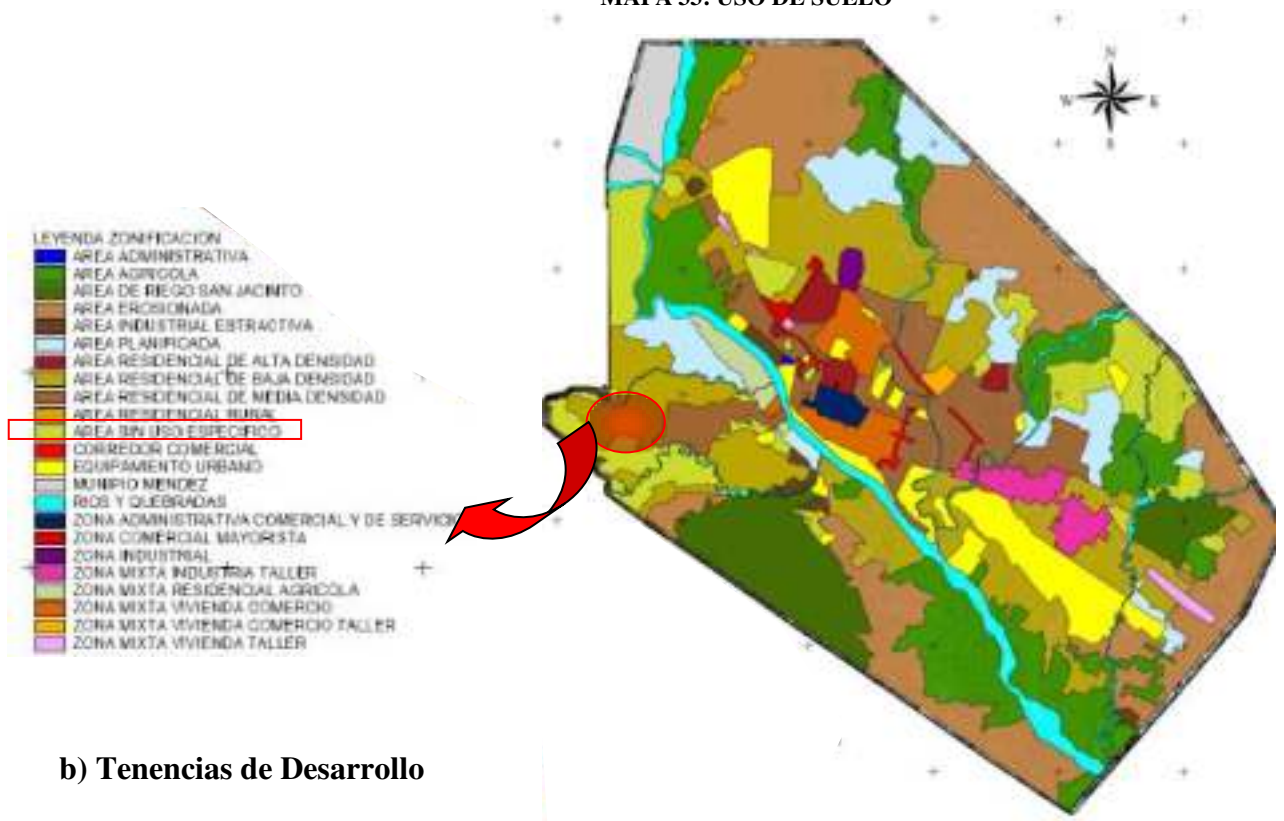 USO DE SUELO
N
W E
S
LEYENDA ZONIFICACION
AREA ADMINISTRATIVA
AREA AGRICOLA
AREA DE RIEGO SAN JACINTO
AREA EROSIONADA
AREA INDUSTRIAL EXTRACTIVA
AREA PLANIFICADA
AREA RESIDENCIAL DE ALTA DENSIDAD
AREA RESIDENCIAL DE BAJA DENSIDAD
AREA RESIDENCIAL DE MEDIA DENSIDAD
AREA RESIDENCIAL RURAL
AREA SIN USO ESPECIFICO
CORREDOR COMERCIAL
EQUIPAMIENTO URBANO
MUNIPIO MENDEZ
RIOS Y QUEBRADAS
ZONA ADMINISTRATIVA COMERCIAL Y DE SERVICIO
ZONA COMERCIAL MAYORISTA
ZONA INDUSTRIAL
ZONA MIXTA INDUSTRIA TALLER
ZONA MIXTA RESIDENCIAL AGRICOLA
ZONA MIXTA VIVIENDA COMERCIO
ZONA MIXTA VIVIENDA COMERCIO TALLER
ZONA MIXTA VIVIENDA TALLER
b) Tenencias de Desarrollo